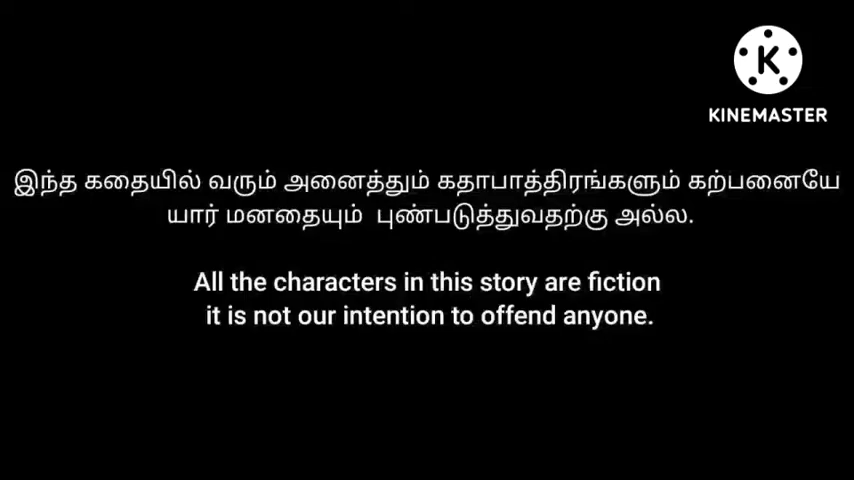 K
KINEMASTER
இந்த கதையில் வரும் அனைத்தும் கதாபாத்திரங்களும் கற்பனையே
யார் மனதையும் புண்படுத்துவதற்கு அல்ல.
All the characters in this story are fiction
it is not our intention to offend anyone.